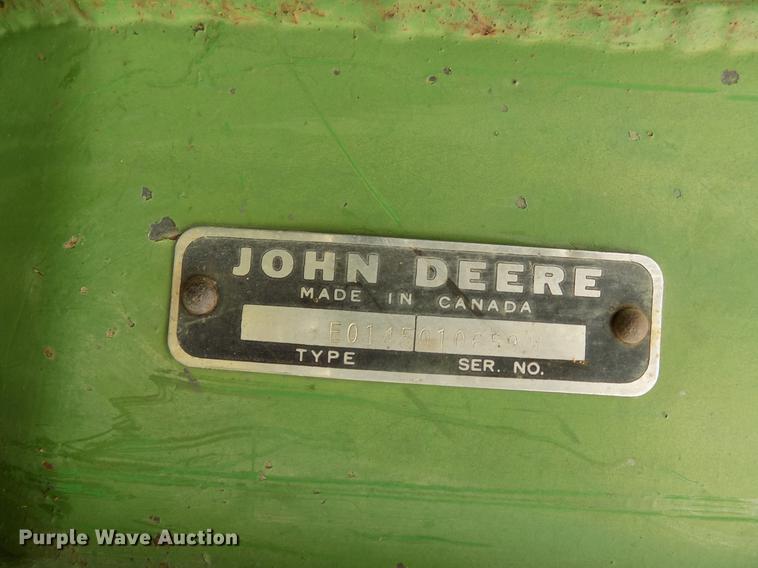 JOHN DEERE
MADE IN CANADA
TYPE SER. NO.
Purple Wave Auction